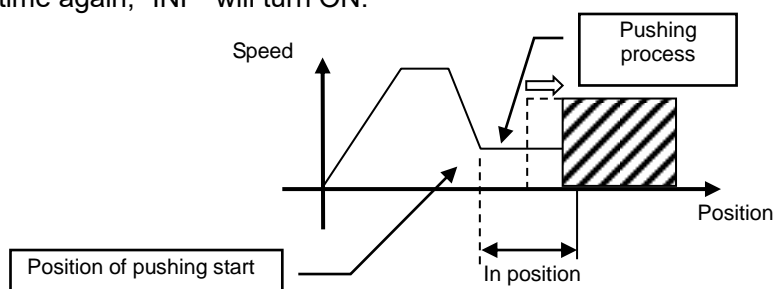 time again, "INP" will turn ON.
Pushing
process
Speed
Position
Position of pushing start
In position